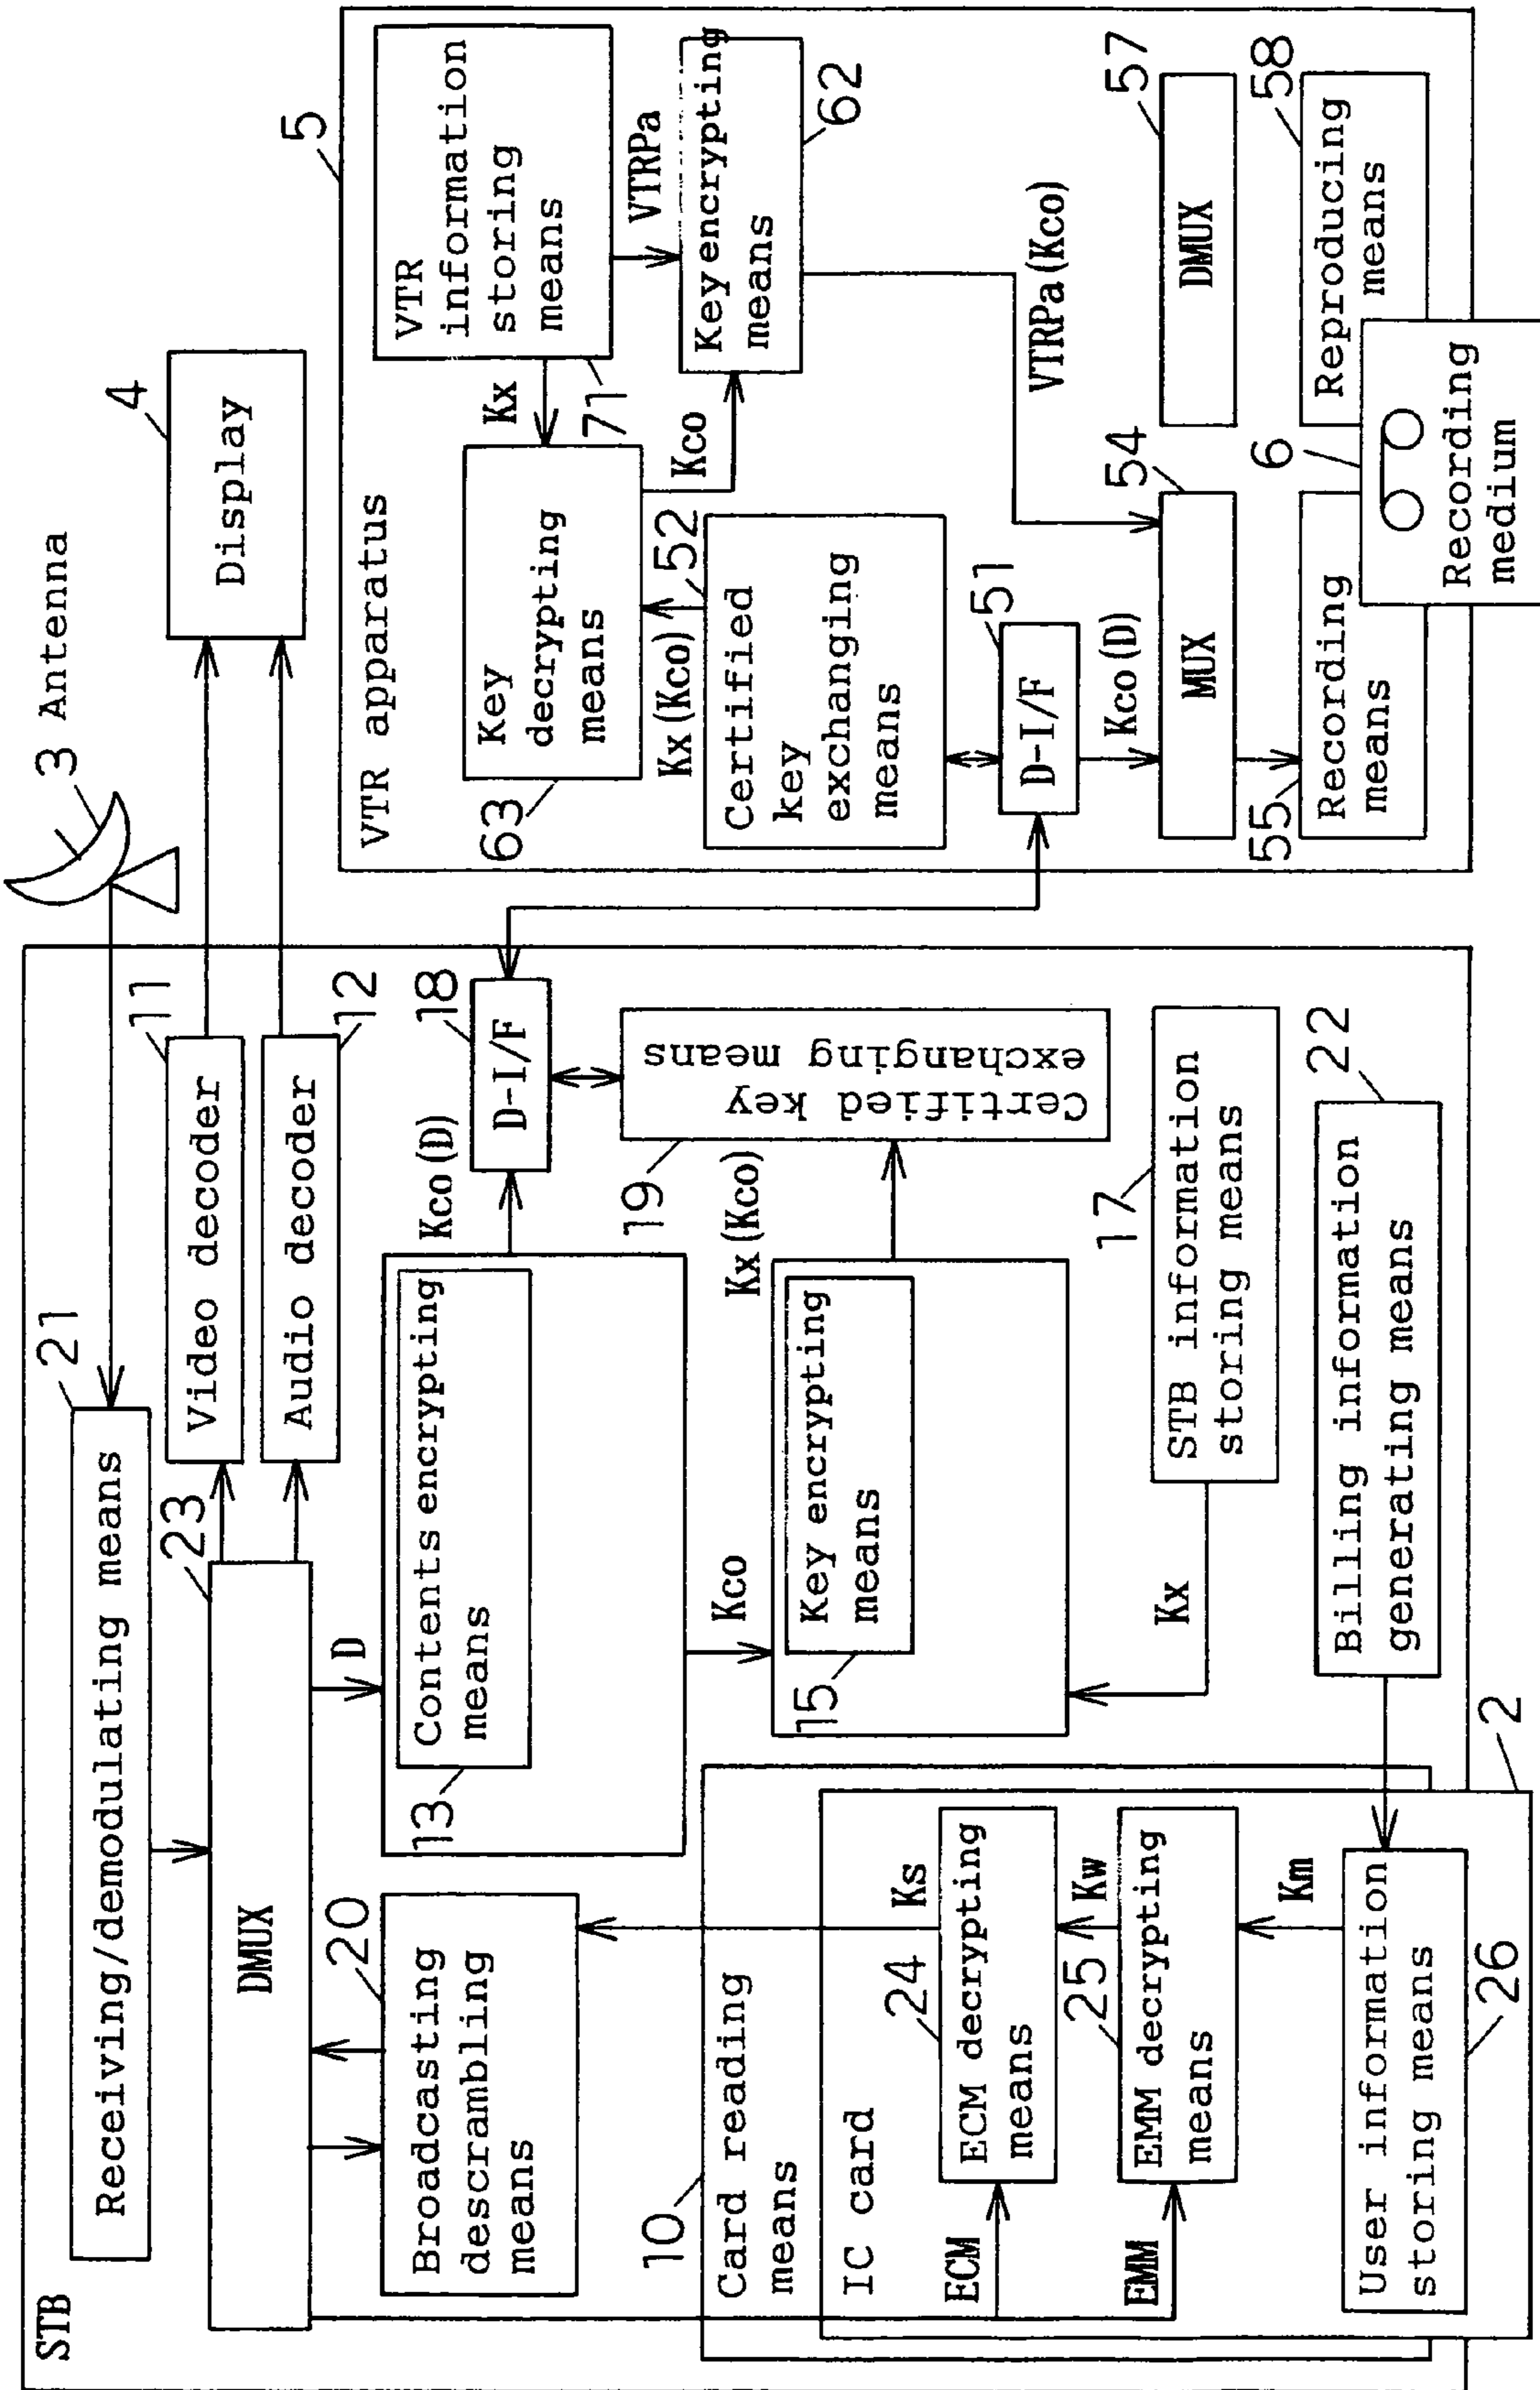 STB
21
Receiving/demodulating means
3 Antenna
23
DMUX
11
Video decoder
12
Audio decoder
4
Display
20
Broadcasting
descrambling
means
D
13
Contents encrypting
means
Kco(D)
18
D-I/F
Kco
15
Key encrypting
means
Kx(Kco)
19
Certified key
exchanging means
Kx
17
STB information
storing means
22
Billing information
generating means
10
Card reading
means
IC card
2
Ks
24
ECM decrypting
means
ECM
Kw
25
EMM decrypting
means
EMM
Km
User information
storing means
26
5
VTR apparatus
VTR
information
storing
means
71
Kx
VTRPa
63
Key
decrypting
means
Kco
Key encrypting
means
62
Kx(Kco)
52
Certified
key
exchanging
means
51
D-I/F
Kco(D)
VTRPa(Kco)
54
MUX
57
DMUX
55
Recording
means
58
Reproducing
means
6
Recording
medium